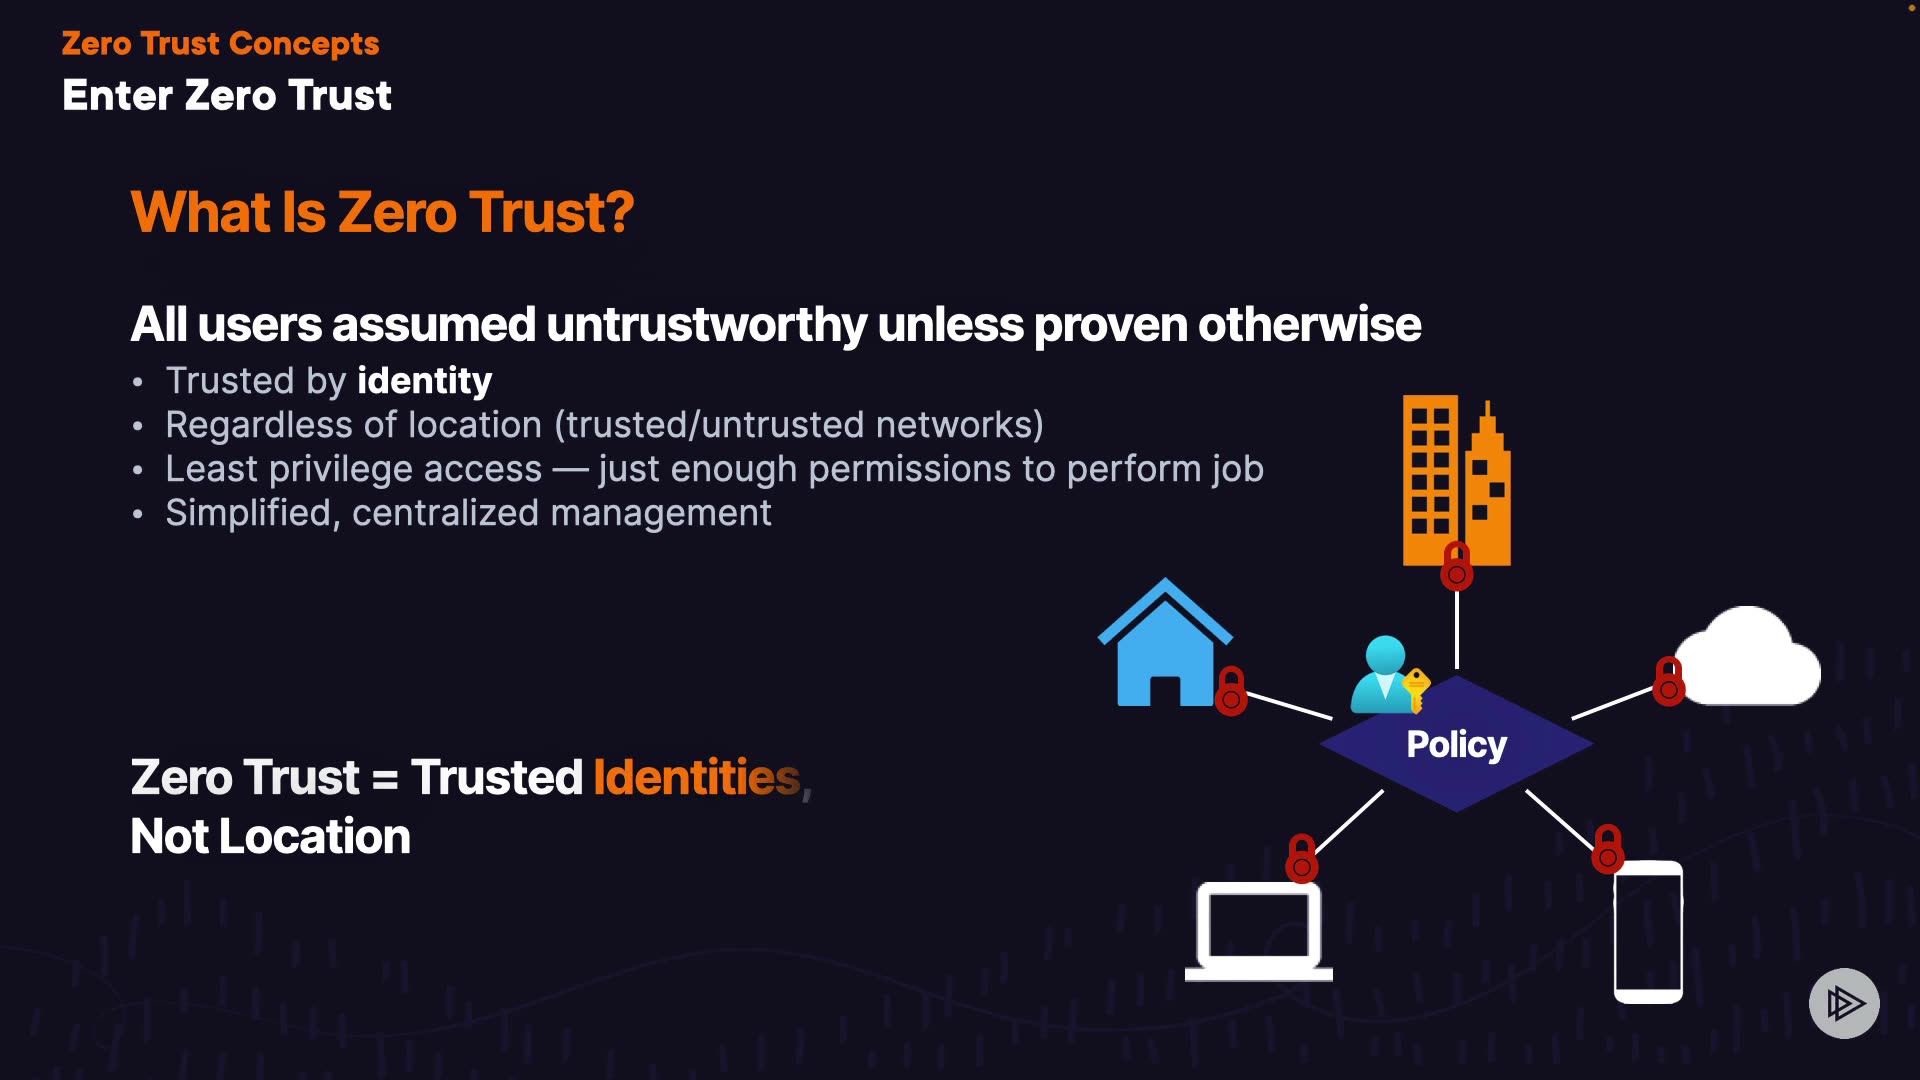 Zero Trust Concepts
Enter Zero Trust
What Is Zero Trust?
All users assumed untrustworthy unless proven otherwise
• Trusted by identity
• Regardless of location (trusted/untrusted networks)
• Least privilege access — just enough permissions to perform job
• Simplified, centralized management
Policy
Zero Trust = Trusted Identities,
Not Location